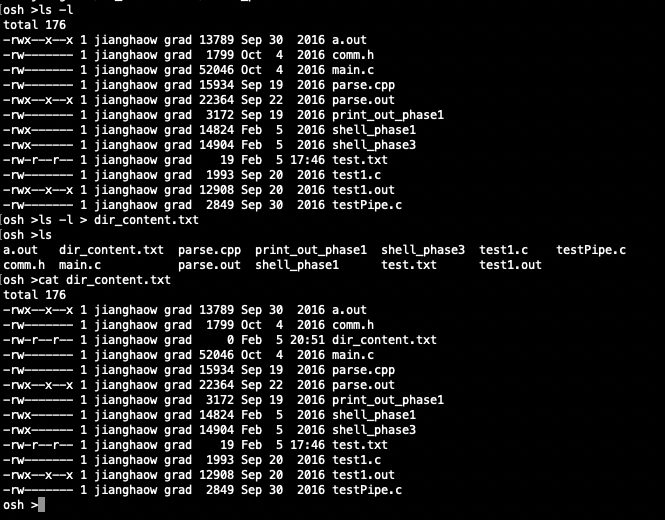 osh >ls -l
total 176
-rwx--x--x 1 jianghaow grad 13789 Sep 30  2016 a.out
-rw------- 1 jianghaow grad  1799 Oct  4  2016 comm.h
-rw------- 1 jianghaow grad 52046 Oct  4  2016 main.c
-rw------- 1 jianghaow grad 15934 Sep 19  2016 parse.cpp
-rwx--x--x 1 jianghaow grad 22364 Sep 22  2016 parse.out
-rw------- 1 jianghaow grad  3172 Sep 19  2016 print_out_phase1
-rwx------ 1 jianghaow grad 14824 Feb  5  2016 shell_phase1
-rwx------ 1 jianghaow grad 14904 Feb  5  2016 shell_phase3
-rw-r--r-- 1 jianghaow grad    19 Feb  5 17:46 test.txt
-rw------- 1 jianghaow grad  1993 Sep 20  2016 test1.c
-rwx--x--x 1 jianghaow grad 12908 Sep 20  2016 test1.out
-rw------- 1 jianghaow grad  2849 Sep 30  2016 testPipe.c
osh >ls -l > dir_content.txt
osh >ls
a.out   dir_content.txt  parse.cpp  print_out_phase1  shell_phase3  test1.c    testPipe.c
comm.h  main.c           parse.out  shell_phase1      test.txt      test1.out
osh >cat dir_content.txt
total 176
-rwx--x--x 1 jianghaow grad 13789 Sep 30  2016 a.out
-rw------- 1 jianghaow grad  1799 Oct  4  2016 comm.h
-rw-r--r-- 1 jianghaow grad     0 Feb  5 20:51 dir_content.txt
-rw------- 1 jianghaow grad 52046 Oct  4  2016 main.c
-rw------- 1 jianghaow grad 15934 Sep 19  2016 parse.cpp
-rwx--x--x 1 jianghaow grad 22364 Sep 22  2016 parse.out
-rw------- 1 jianghaow grad  3172 Sep 19  2016 print_out_phase1
-rwx------ 1 jianghaow grad 14824 Feb  5  2016 shell_phase1
-rwx------ 1 jianghaow grad 14904 Feb  5  2016 shell_phase3
-rw-r--r-- 1 jianghaow grad    19 Feb  5 17:46 test.txt
-rw------- 1 jianghaow grad  1993 Sep 20  2016 test1.c
-rwx--x--x 1 jianghaow grad 12908 Sep 20  2016 test1.out
-rw------- 1 jianghaow grad  2849 Sep 30  2016 testPipe.c
osh >